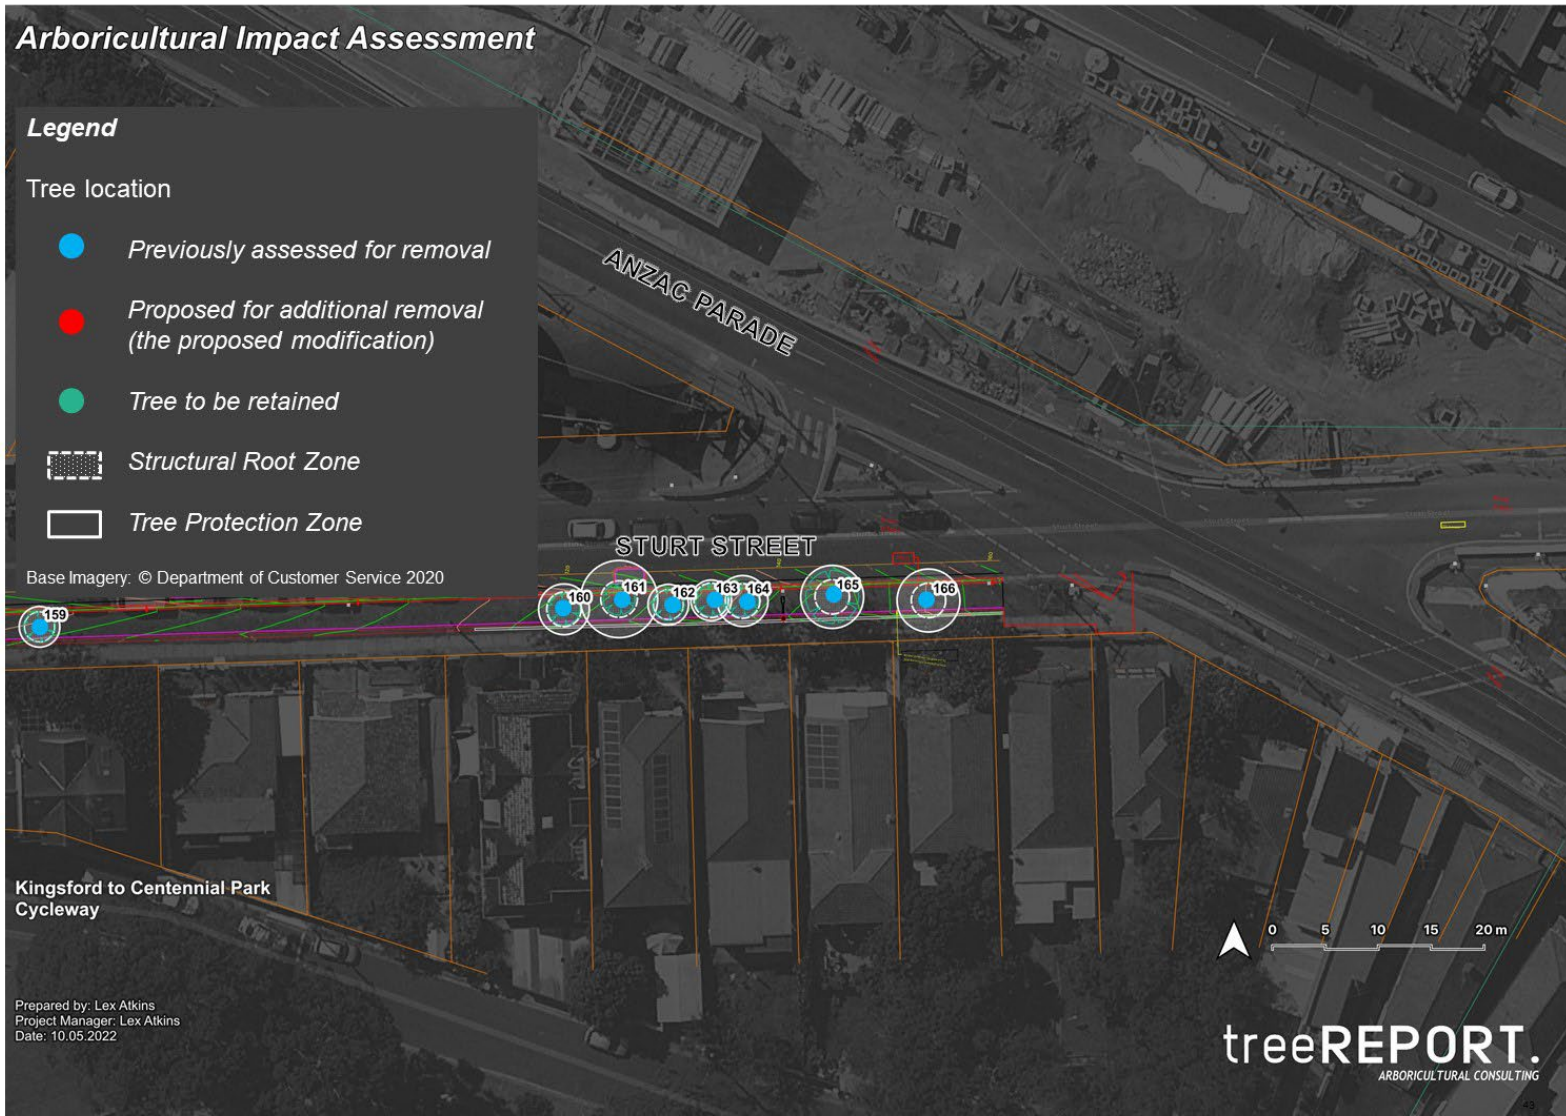 Arboricultural Impact Assessment
Legend
Tree location
Previously assessed for removal
Proposed for additional removal
(the proposed modification)
Tree to be retained
Structural Root Zone
Tree Protection Zone
Base Imagery: © Department of Customer Service 2020
ANZAC PARADE
STURT STREET
159
160
161
162
163
164
165
166
Kingsford to Centennial Park
Cycleway
0 5 10 15 20 m
Prepared by: Lex Atkins
Project Manager: Lex Atkins
Date: 10.05.2022
treeREPORT.
ARBORICULTURAL CONSULTING